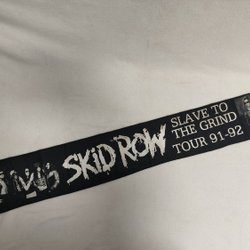 SKID ROW
SLAVE TO
THE GRIND
TOUR 91-92